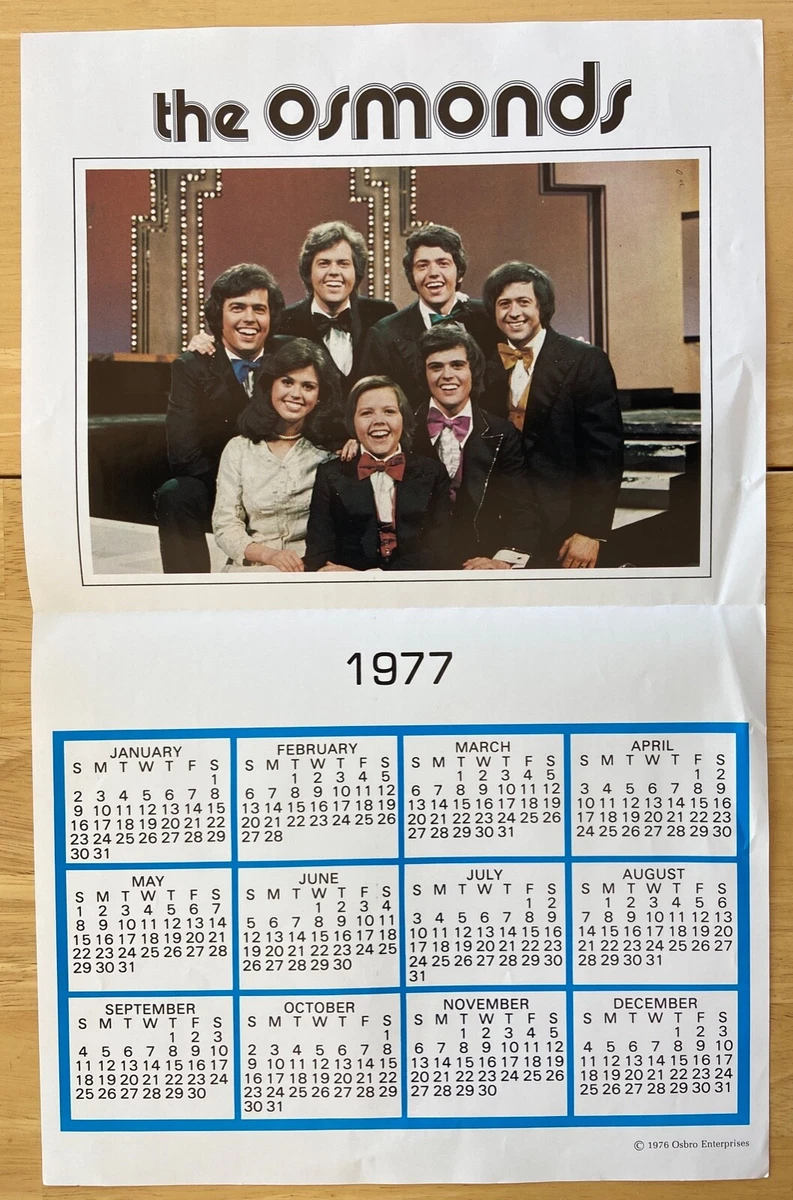 the osmonds
1977
JANUARY
S M T W T F S
1
2 3 4 5 6 7 8
9 10 11 12 13 14 15
16 17 18 19 20 21 22
23 24 25 26 27 28 29
30 31
FEBRUARY
S M T W T F S
1 2 3 4 5
6 7 8 9 10 11 12
13 14 15 16 17 18 19
20 21 22 23 24 25 26
27 28
MARCH
S M T W T F S
1 2 3 4 5
6 7 8 9 10 11 12
13 14 15 16 17 18 19
20 21 22 23 24 25 26
27 28 29 30 31
APRIL
S M T W T F S
1 2
3 4 5 6 7 8 9
10 11 12 13 14 15 16
17 18 19 20 21 22 23
24 25 26 27 28 29 30
MAY
S M T W T F S
1 2 3 4 5 6 7
8 9 10 11 12 13 14
15 16 17 18 19 20 21
22 23 24 25 26 27 28
29 30 31
JUNE
S M T W T F S
1 2 3 4
5 6 7 8 9 10 11
12 13 14 15 16 17 18
19 20 21 22 23 24 25
26 27 28 29 30
JULY
S M T W T F S
1 2
3 4 5 6 7 8 9
10 11 12 13 14 15 16
17 18 19 20 21 22 23
24 25 26 27 28 29 30
31
AUGUST
S M T W T F S
1 2 3 4 5 6
7 8 9 10 11 12 13
14 15 16 17 18 19 20
21 22 23 24 25 26 27
28 29 30 31
SEPTEMBER
S M T W T F S
1 2 3
4 5 6 7 8 9 10
11 12 13 14 15 16 17
18 19 20 21 22 23 24
25 26 27 28 29 30
OCTOBER
S M T W T F S
1
2 3 4 5 6 7 8
9 10 11 12 13 14 15
16 17 18 19 20 21 22
23 24 25 26 27 28 29
30 31
NOVEMBER
S M T W T F S
1 2 3 4 5
6 7 8 9 10 11 12
13 14 15 16 17 18 19
20 21 22 23 24 25 26
27 28 29 30
DECEMBER
S M T W T F S
1 2 3
4 5 6 7 8 9 10
11 12 13 14 15 16 17
18 19 20 21 22 23 24
25 26 27 28 29 30 31
© 1976 Osbro Enterprises